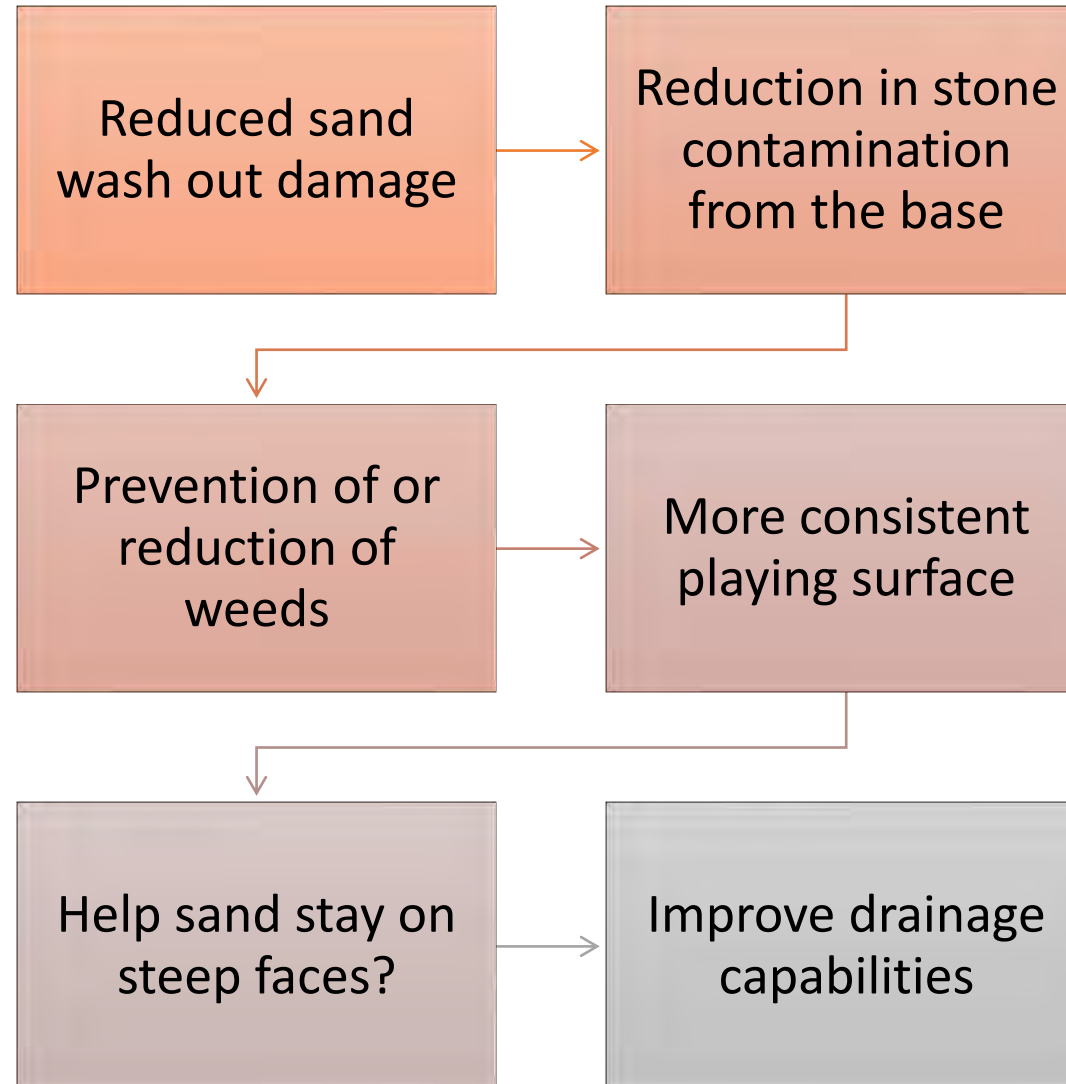 Reduced sand
wash out damage
Reduction in stone
contamination
from the base
Prevention of or
reduction of
weeds
More consistent
playing surface
Help sand stay on
steep faces?
Improve drainage
capabilities